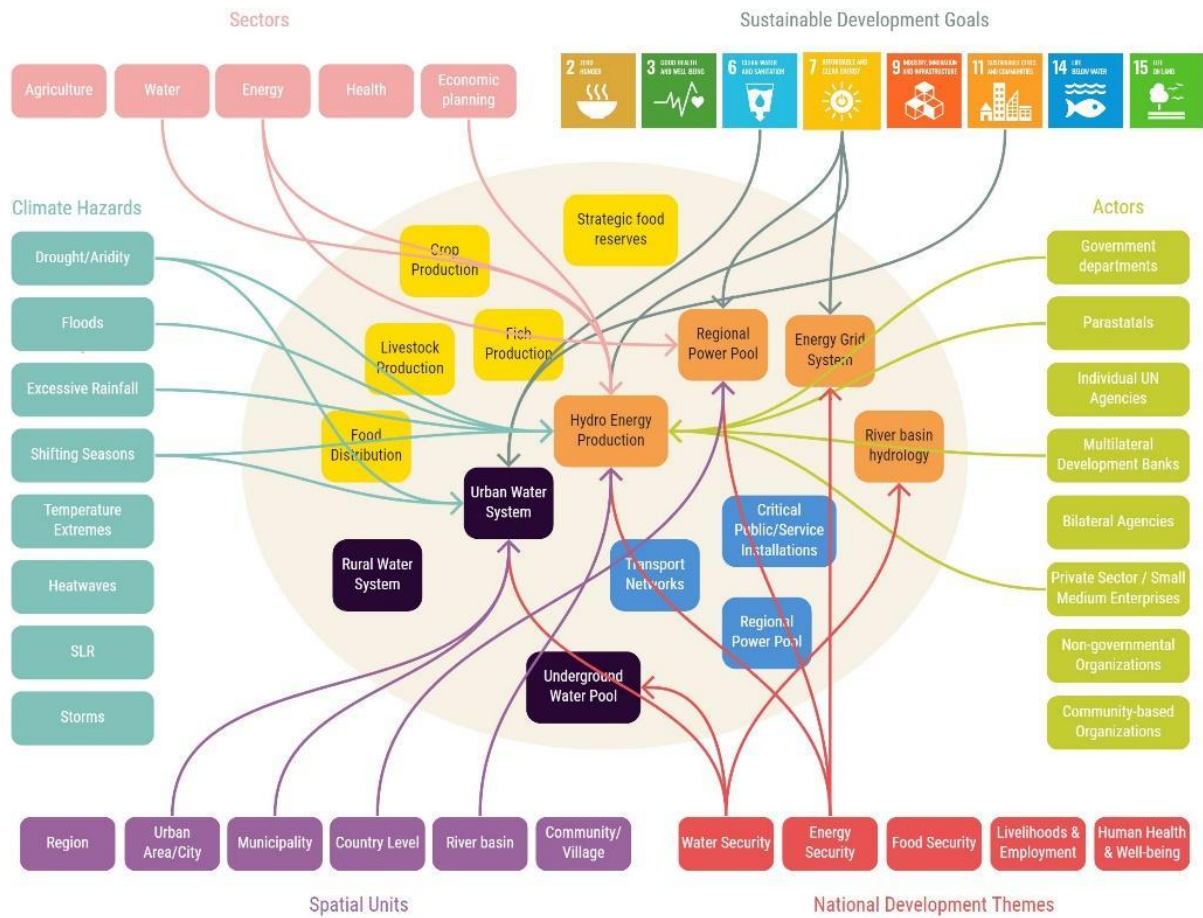 Sectors
Sustainable Development Goals
Agriculture
Water
Energy
Health
Economic
planning
2 ZERO
HUNGER
3 GOOD HEALTH
AND WELL BEING
6 CLEAN WATER
AND SANITATION
7 AFFORDABLE AND
CLEAN ENERGY
9 INDUSTRY, INNOVATION
AND INFRASTRUCTURE
11 SUSTAINABLE CITIES
AND COMMUNITIES
14 LIFE
BELOW WATER
15 LIFE
ON LAND
Climate Hazards
Drought/Aridity
Floods
Excessive Rainfall
Shifting Seasons
Temperature
Extremes
Heatwaves
SLR
Storms
Strategic food
reserves
Crop
Production
Livestock
Production
Fish
Production
Food
Distribution
Regional
Power Pool
Energy Grid
System
Hydro Energy
Production
River basin
hydrology
Urban Water
System
Rural Water
System
Underground
Water Pool
Critical
Public/Service
Installations
Transport
Networks
Regional
Power Pool
Actors
Government
departments
Parastatals
Individual UN
Agencies
Multilateral
Development Banks
Bilateral Agencies
Private Sector / Small
Medium Enterprises
Non-governmental
Organizations
Community-based
Organizations
Region
Urban
Area/City
Municipality
Country Level
River basin
Community/
Village
Water Security
Energy
Security
Food Security
Livelihoods &
Employment
Human Health
& Well-being
Spatial Units
National Development Themes